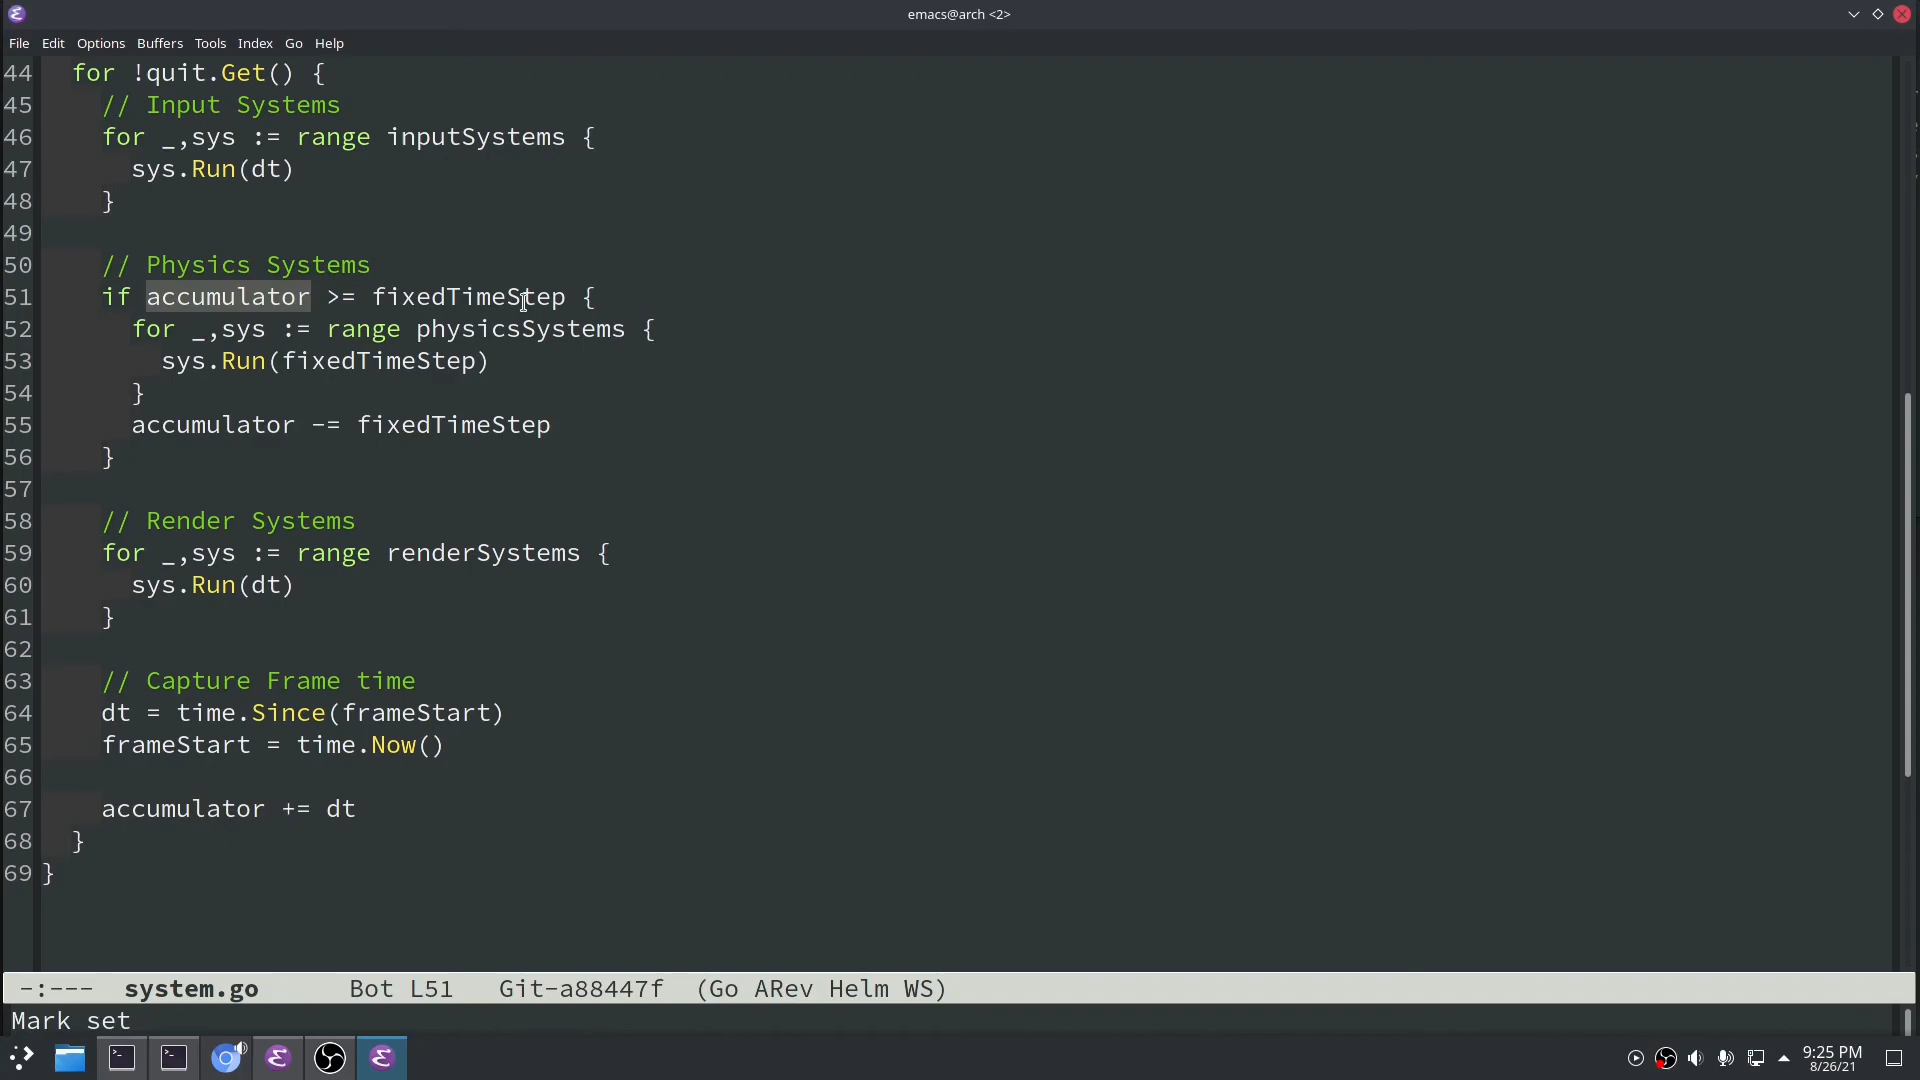 emacs@arch <2>
File Edit Options Buffers Tools Index Go Help
44 for !quit.Get() {
45 // Input Systems
46 for _,sys := range inputSystems {
47 sys.Run(dt)
48 }
49
50 // Physics Systems
51 if accumulator >= fixedTimeStep {
52 for _,sys := range physicsSystems {
53 sys.Run(fixedTimeStep)
54 }
55 accumulator -= fixedTimeStep
56 }
57
58 // Render Systems
59 for _,sys := range renderSystems {
60 sys.Run(dt)
61 }
62
63 // Capture Frame time
64 dt = time.Since(frameStart)
65 frameStart = time.Now()
66
67 accumulator += dt
68 }
69 }
-:--- system.go Bot L51 Git-a88447f (Go ARev Helm WS)
Mark set
9:25 PM
8/26/21